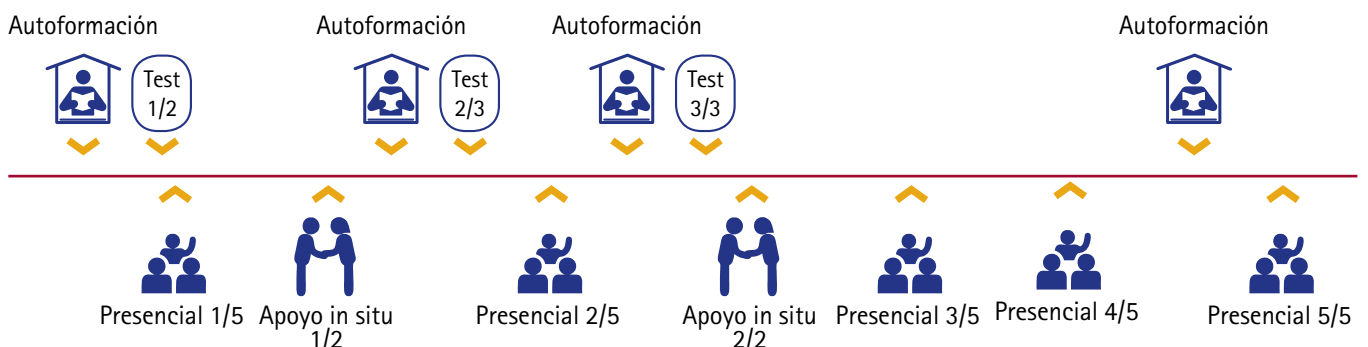 Autoformación
Autoformación
Autoformación
Autoformación
Test
1/2
Test
2/3
Test
3/3
Presencial 1/5
Apoyo in situ
1/2
Presencial 2/5
Apoyo in situ
2/2
Presencial 3/5
Presencial 4/5
Presencial 5/5